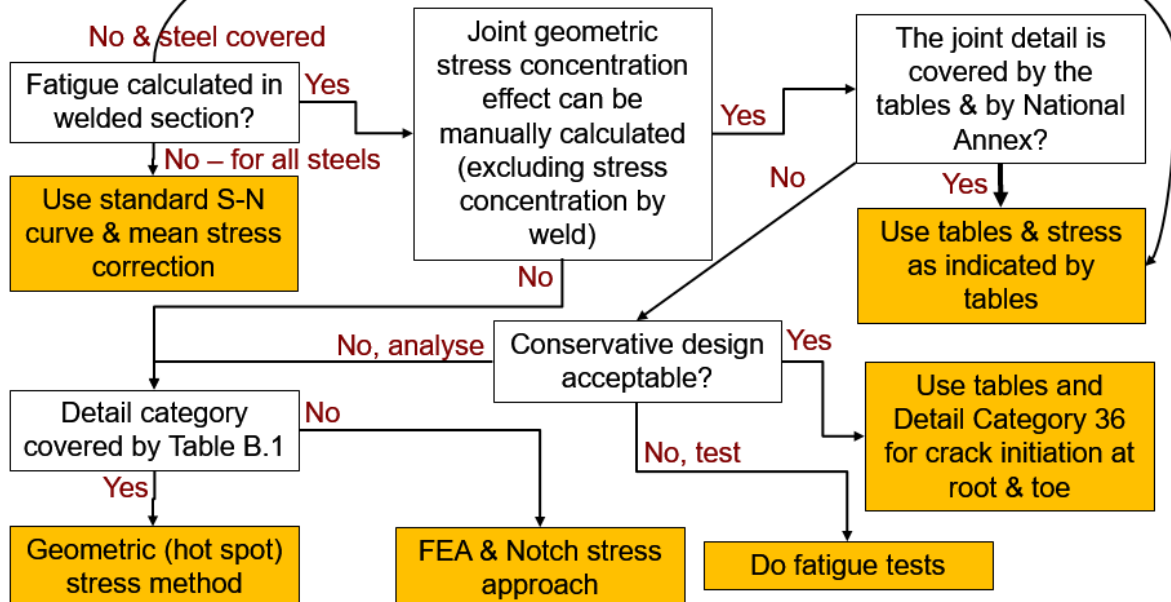 No & steel covered
Fatigue calculated in
welded section?
Yes
No – for all steels
Use standard S-N
curve & mean stress
correction
Joint geometric
stress concentration
effect can be
manually calculated
(excluding stress
concentration by
weld)
Yes
No
The joint detail is
covered by the
tables & by National
Annex?
No
Yes
Use tables & stress
as indicated by
tables
No, analyse
Conservative design
acceptable?
Yes
Use tables and
Detail Category 36
for crack initiation at
root & toe
Detail category
covered by Table B.1
No
No, test
Yes
Geometric (hot spot)
stress method
FEA & Notch stress
approach
Do fatigue tests